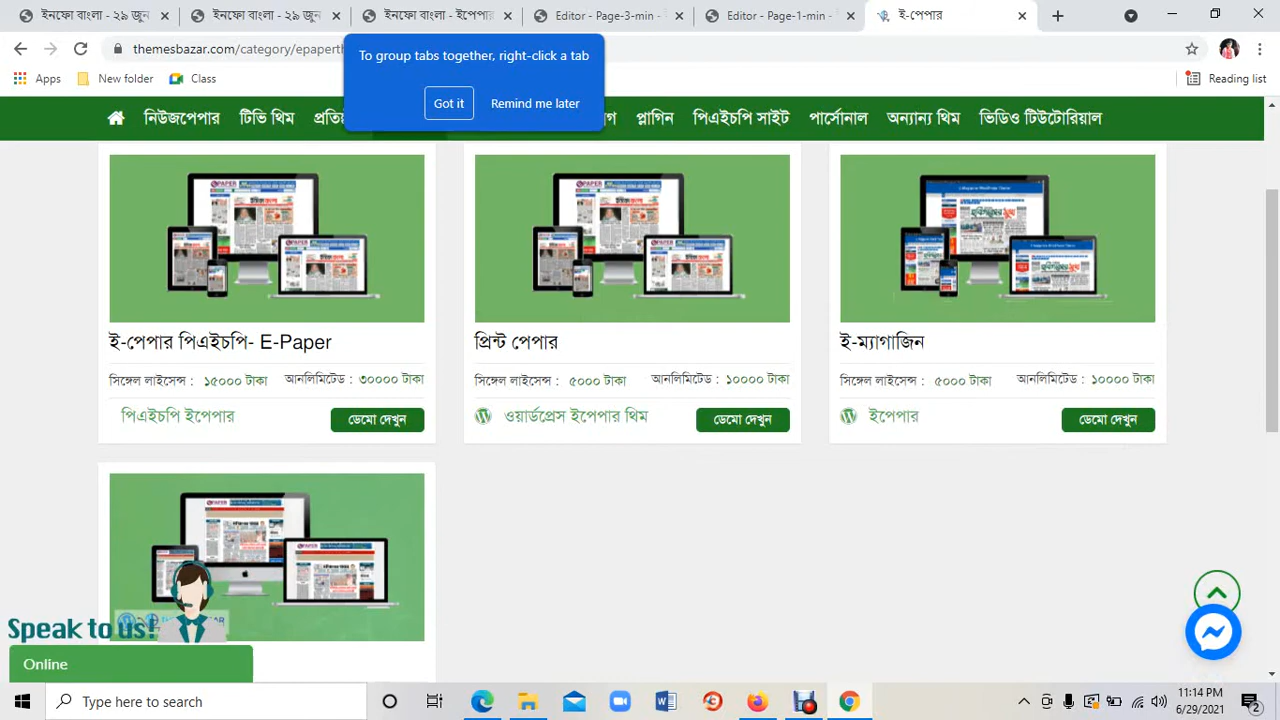 ইনফো বাংলা - ২৯ জুন
ইনফো বাংলা - ২৯ জুন
ইনফো বাংলা - ইপেপার
Editor - Page-3-min -
Editor - Page-1-min -
ই-পেপার
themesbazar.com/category/epaperth
Apps
New folder
Class
Reading list
To group tabs together, right-click a tab
Got it
Remind me later
নিউজপেপার
টিভি থিম
প্লাগিন
পিএইচপি সাইট
পার্সোনাল
অন্যান্য থিম
ভিডিও টিউটোরিয়াল
ই-পেপার পিএইচপি- E-Paper
সিঙ্গেল লাইসেন্স : ১৫০০০ টাকা
আনলিমিটেড : ৩০০০০ টাকা
পিএইচপি ইপেপার
ডেমো দেখুন
প্রিন্ট পেপার
সিঙ্গেল লাইসেন্স : ৫০০০ টাকা
আনলিমিটেড : ১০০০০ টাকা
ওয়ার্ডপ্রেস ইপেপার থিম
ডেমো দেখুন
ই-ম্যাগাজিন
সিঙ্গেল লাইসেন্স : ৫০০০ টাকা
আনলিমিটেড : ১০০০০ টাকা
ইপেপার
ডেমো দেখুন
Speak to us!
Online
Type here to search
11:14 PM
6/29/2021
2